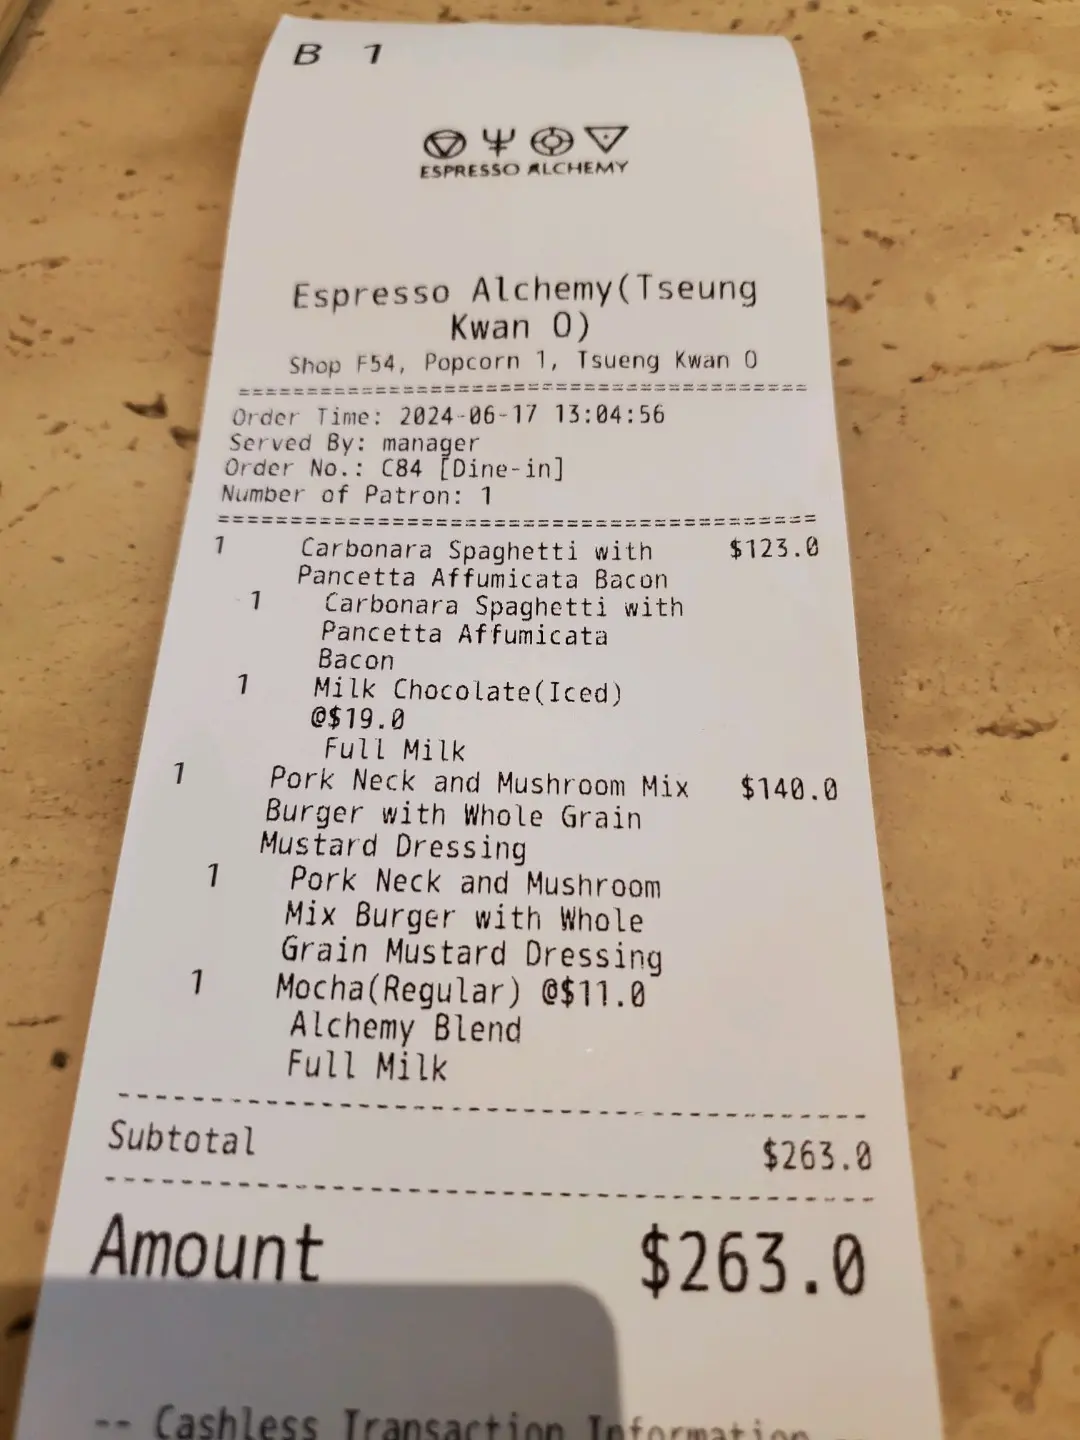 B 1
ESPRESSO ALCHEMY
Espresso Alchemy(Tseung
Kwan O)
Shop F54, Popcorn 1, Tsueng Kwan O
==========================================
Order Time: 2024-06-17 13:04:56
Served By: manager
Order No.: C84 [Dine-in]
Number of Patron: 1
==========================================
1 Carbonara Spaghetti with $123.0
Pancetta Affumicata Bacon
1 Carbonara Spaghetti with
Pancetta Affumicata
Bacon
1 Milk Chocolate(Iced)
@$19.0
Full Milk
1 Pork Neck and Mushroom Mix $140.0
Burger with Whole Grain
Mustard Dressing
1 Pork Neck and Mushroom
Mix Burger with Whole
Grain Mustard Dressing
1 Mocha(Regular) @$11.0
Alchemy Blend
Full Milk
------------------------------------------
Subtotal $263.0
------------------------------------------
Amount $263.0
-- Cashless Transaction Information --